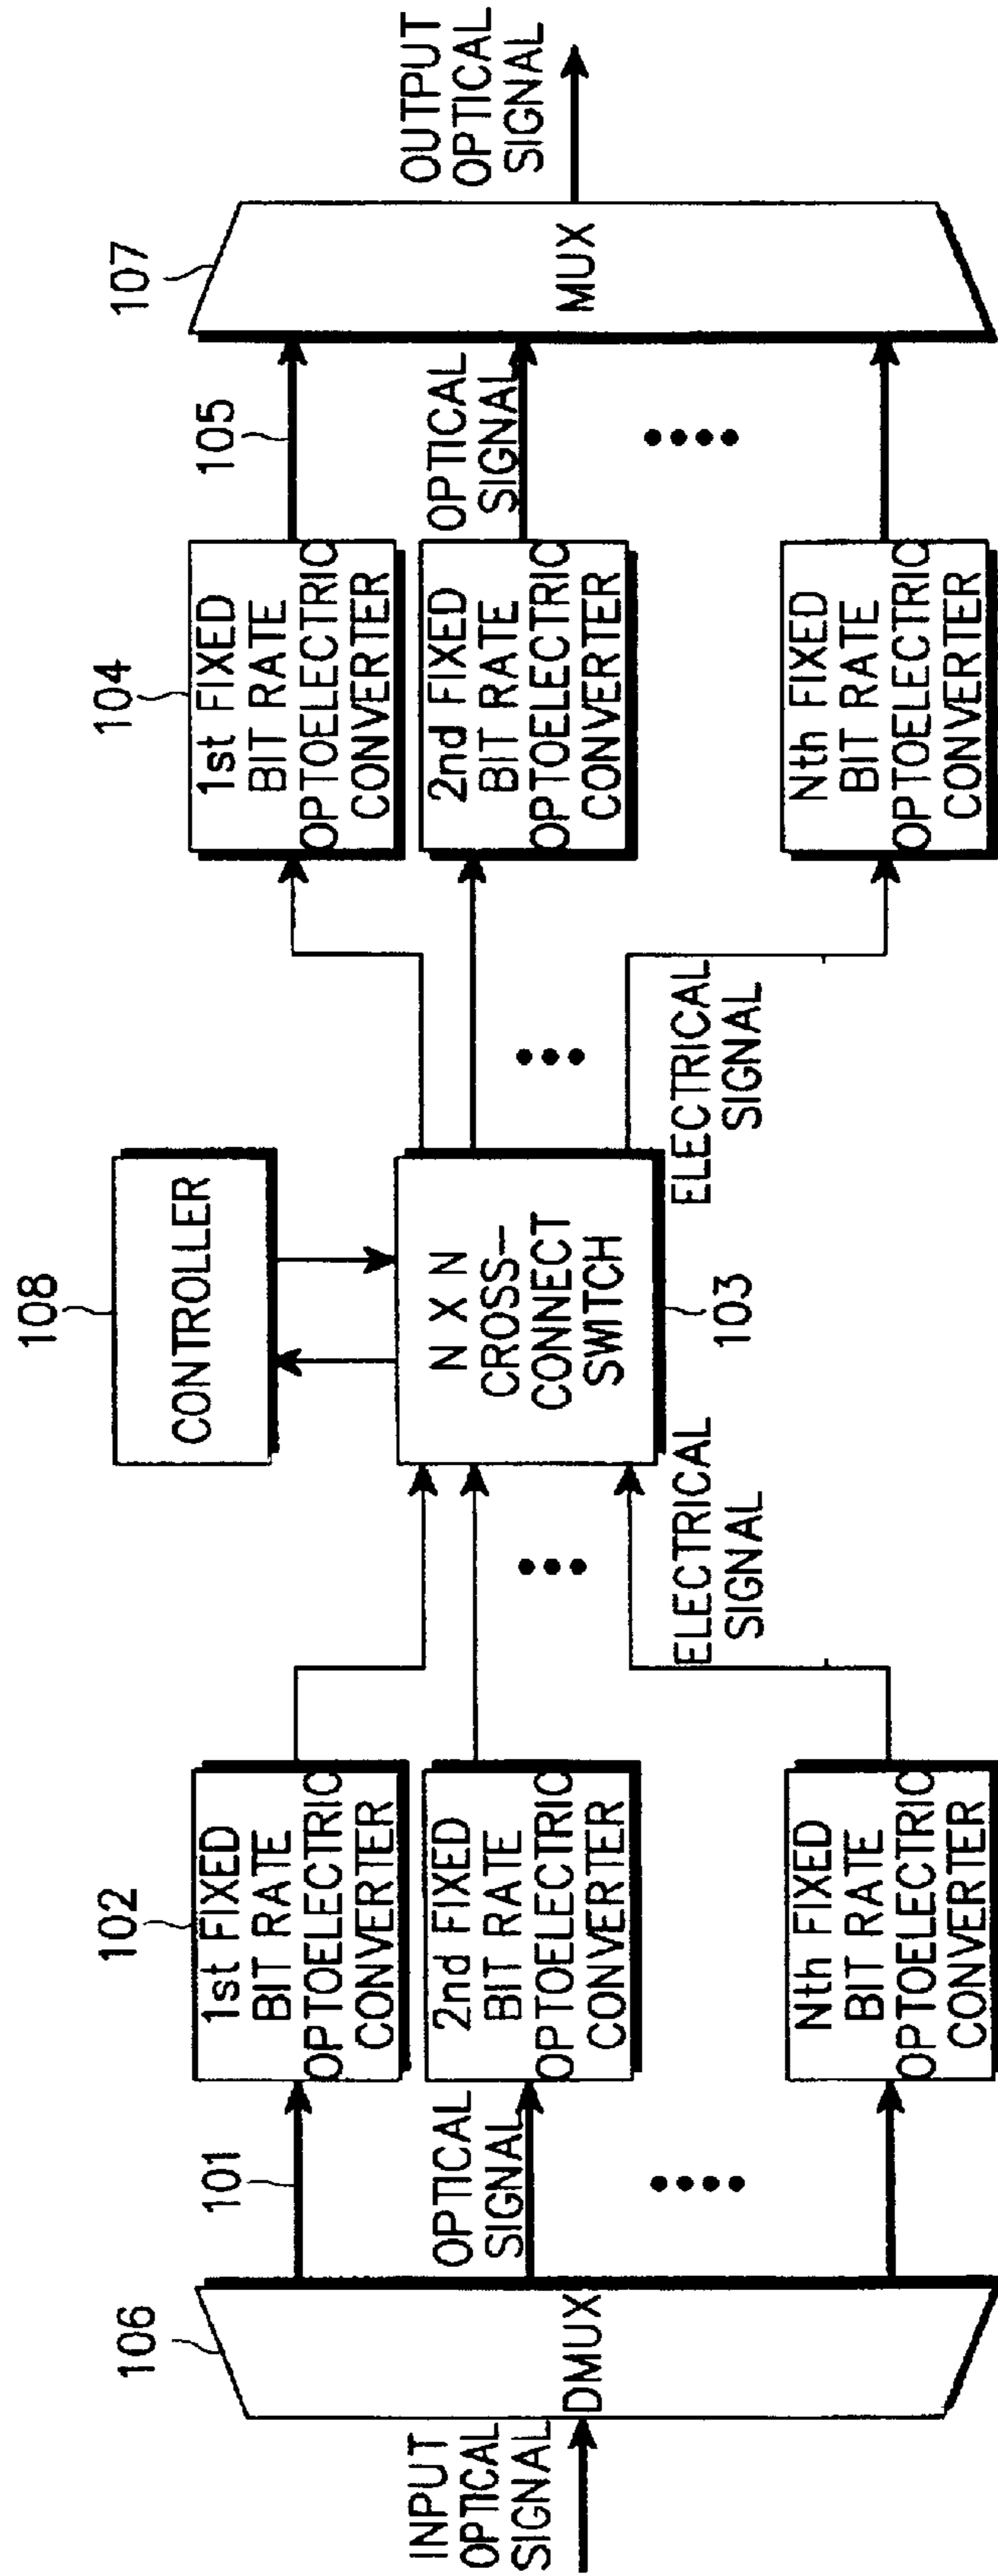 INPUT
OPTICAL
SIGNAL
106
DMUX
101
OPTICAL
SIGNAL
102
1st FIXED
BIT RATE
OPTOELECTRIC
CONVERTER
2nd FIXED
BIT RATE
OPTOELECTRIC
CONVERTER
Nth FIXED
BIT RATE
OPTOELECTRIC
CONVERTER
ELECTRICAL
SIGNAL
108
CONTROLLER
N X N
CROSS-
CONNECT
SWITCH
103
ELECTRICAL
SIGNAL
104
1st FIXED
BIT RATE
OPTOELECTRIC
CONVERTER
2nd FIXED
BIT RATE
OPTOELECTRIC
CONVERTER
Nth FIXED
BIT RATE
OPTOELECTRIC
CONVERTER
105
OPTICAL
SIGNAL
107
MUX
OUTPUT
OPTICAL
SIGNAL